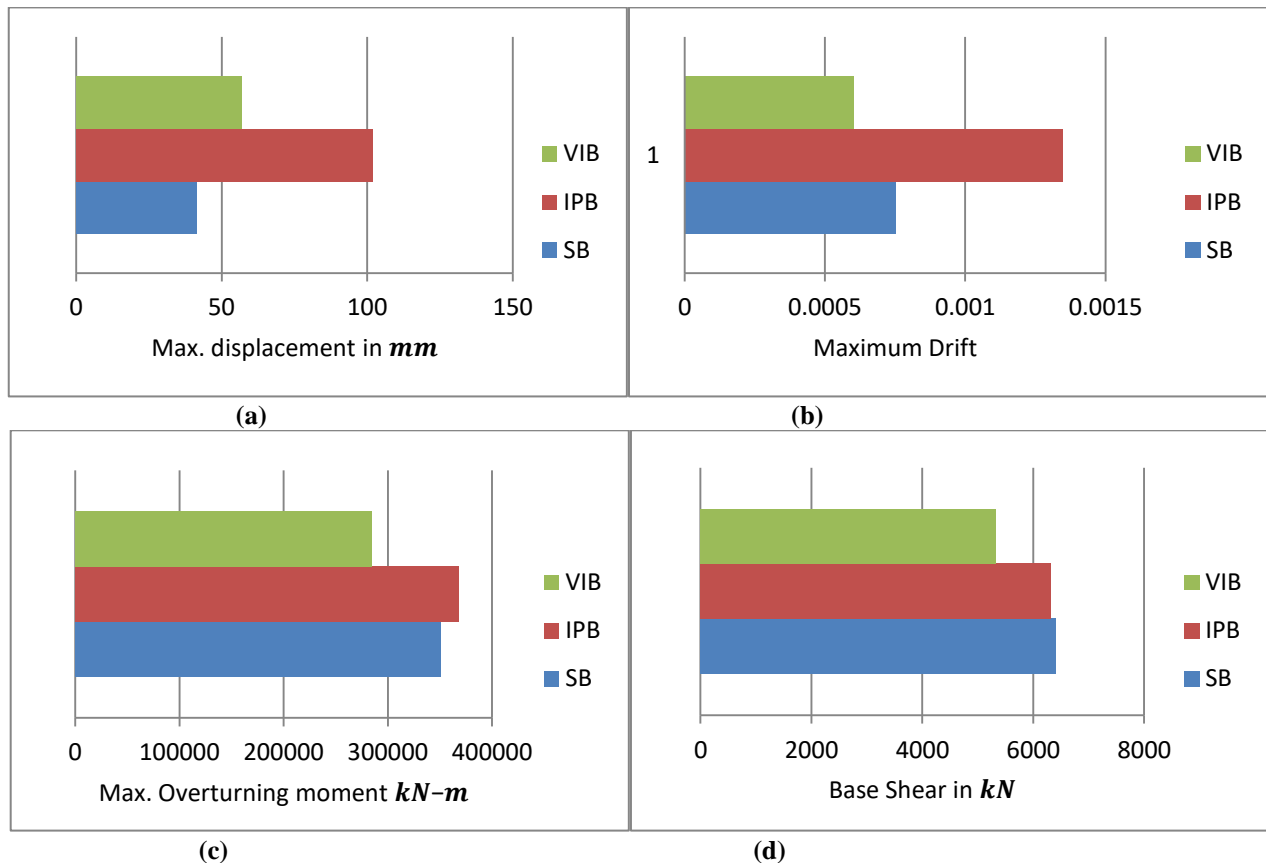 VIB
IPB
SB
0 50 100 150
Max. displacement in mm
(a)
1
VIB
IPB
SB
0 0.0005 0.001 0.0015
Maximum Drift
(b)
VIB
IPB
SB
0 100000 200000 300000 400000
Max. Overturning moment kN–m
(c)
VIB
IPB
SB
0 2000 4000 6000 8000
Base Shear in kN
(d)